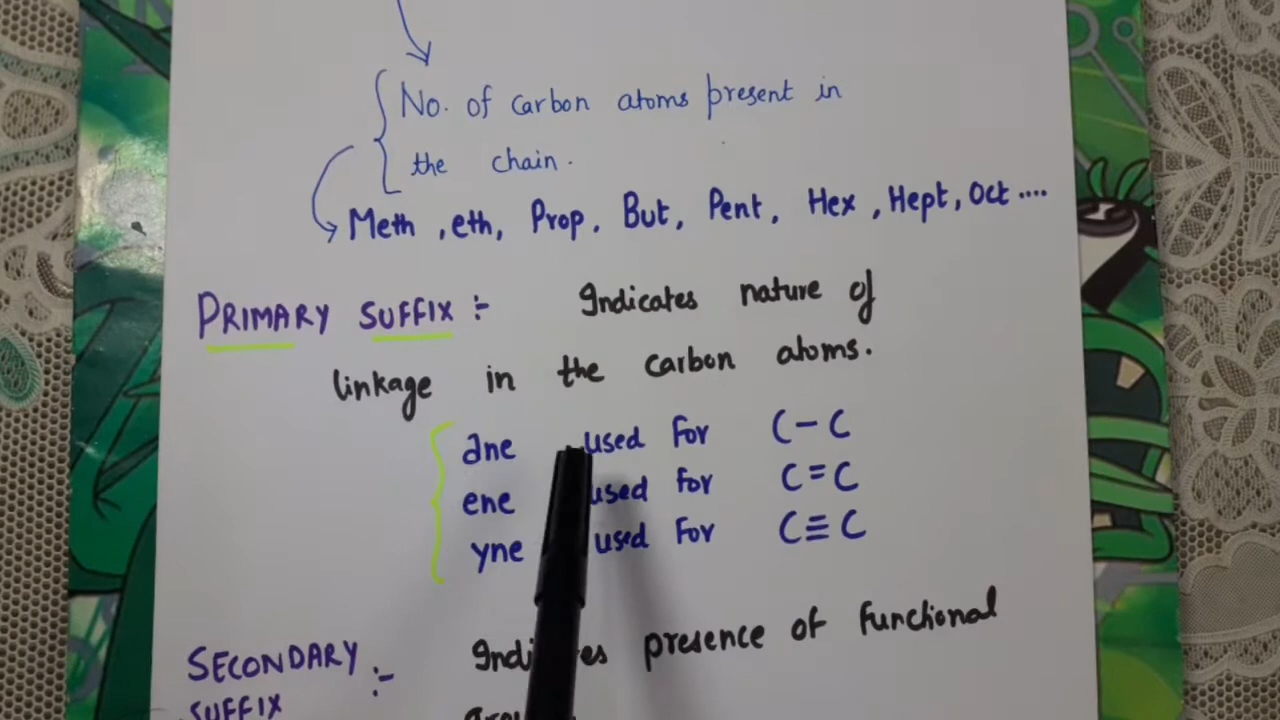 No. of carbon atoms present in
the chain.
Meth, eth, Prop, But, Pent, Hex, Hept, Oct ....
PRIMARY SUFFIX :- Indicates nature of
linkage in the carbon atoms.
ane used for C-C
ene used for C=C
yne used for C≡C
SECONDARY :- presence of functional
SUFFIX